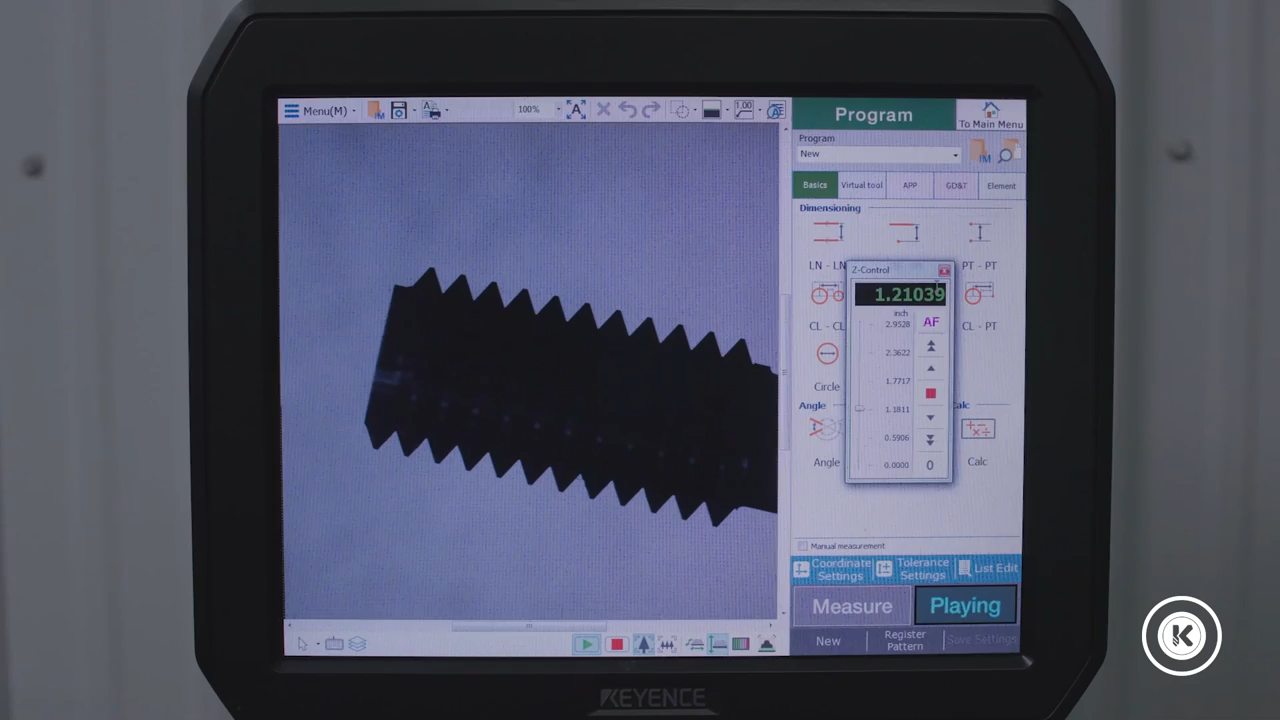 Menu(M)
100%
1.00
Program
To Main Menu
Program
New
Basics
Virtual tool
APP
GD&T
Element
Dimensioning
LN - LN
PT - PT
CL - CL
CL - PT
Circle
Angle
Angle
Calc
Z-Control
1.21039
inch
2.9528
AF
2.3622
1.7717
1.1811
0.5906
0.0000
0
Manual measurement
Coordinate Settings
Tolerance Settings
List Edit
Measure
Playing
New
Register Pattern
Save Settings
KEYENCE
K